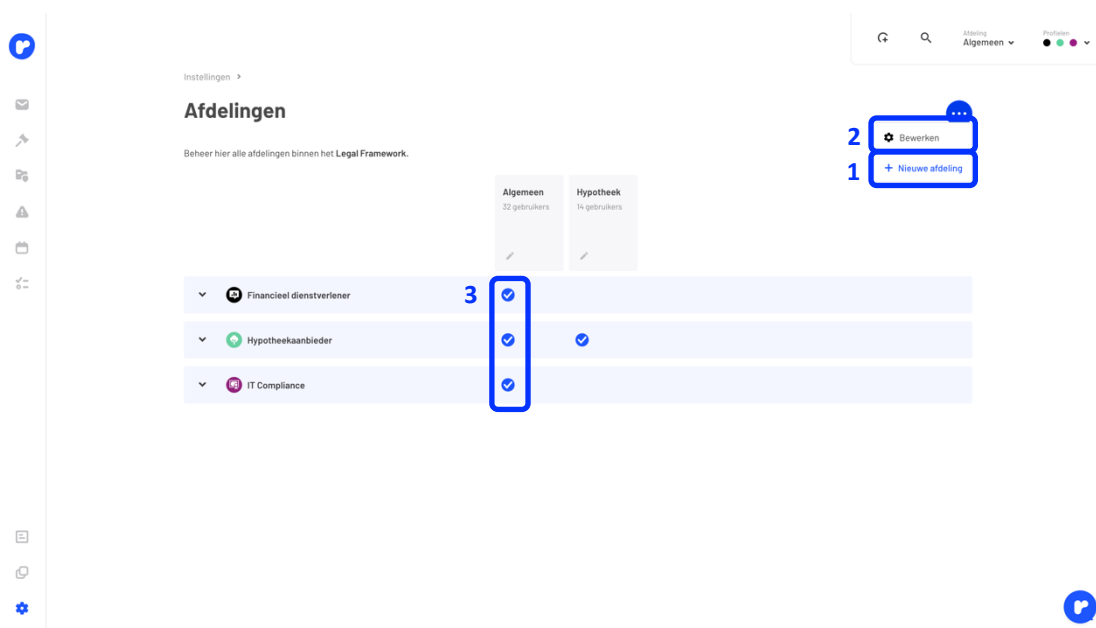 Afdeling
Algemeen
Profielen
Instellingen
Afdelingen
2
Bewerken
Beheer hier alle afdelingen binnen het Legal Framework.
1
+ Nieuwe afdeling
Algemeen
Hypotheek
32 gebruikers
14 gebruikers
Financieel dienstverlener
3
Hypotheekaanbieder
IT Compliance